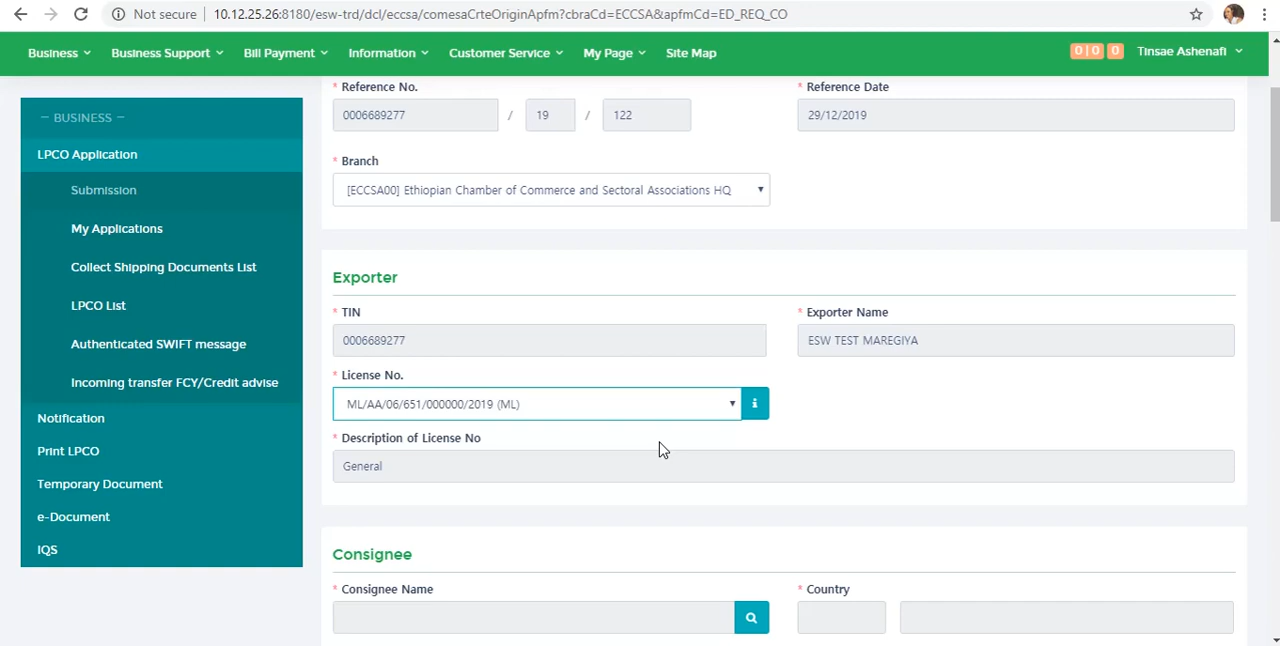 Not secure | 10.12.25.26:8180/esw-trd/dcl/eccsa/comesaCrteOriginApfm?cbraCd=ECCSA&apfmCd=ED_REQ_CO
Business Business Support Bill Payment Information Customer Service My Page Site Map 0 | 0 0 Tinsae Ashenafi
* Reference No. * Reference Date
0006689277 / 19 / 122 29/12/2019
* Branch
[ECCSA00] Ethiopian Chamber of Commerce and Sectoral Associations HQ
Exporter
* TIN * Exporter Name
0006689277 ESW TEST MAREGIYA
* License No.
ML/AA/06/651/000000/2019 (ML) i
* Description of License No
General
Consignee
* Consignee Name * Country
— BUSINESS —
LPCO Application
Submission
My Applications
Collect Shipping Documents List
LPCO List
Authenticated SWIFT message
Incoming transfer FCY/Credit advise
Notification
Print LPCO
Temporary Document
e-Document
IQS